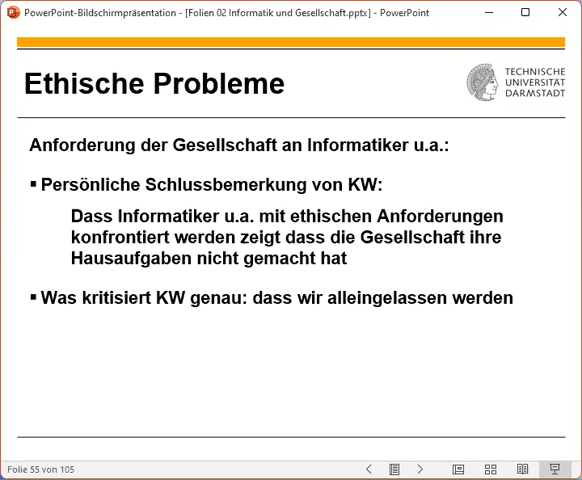 PowerPoint-Bildschirmpräsentation - [Folien 02 Informatik und Gesellschaft.pptx] - PowerPoint
Ethische Probleme
TECHNISCHE
UNIVERSITÄT
DARMSTADT
Anforderung der Gesellschaft an Informatiker u.a.:
▪ Persönliche Schlussbemerkung von KW:
Dass Informatiker u.a. mit ethischen Anforderungen
konfrontiert werden zeigt dass die Gesellschaft ihre
Hausaufgaben nicht gemacht hat
▪ Was kritisiert KW genau: dass wir alleingelassen werden
Folie 55 von 105